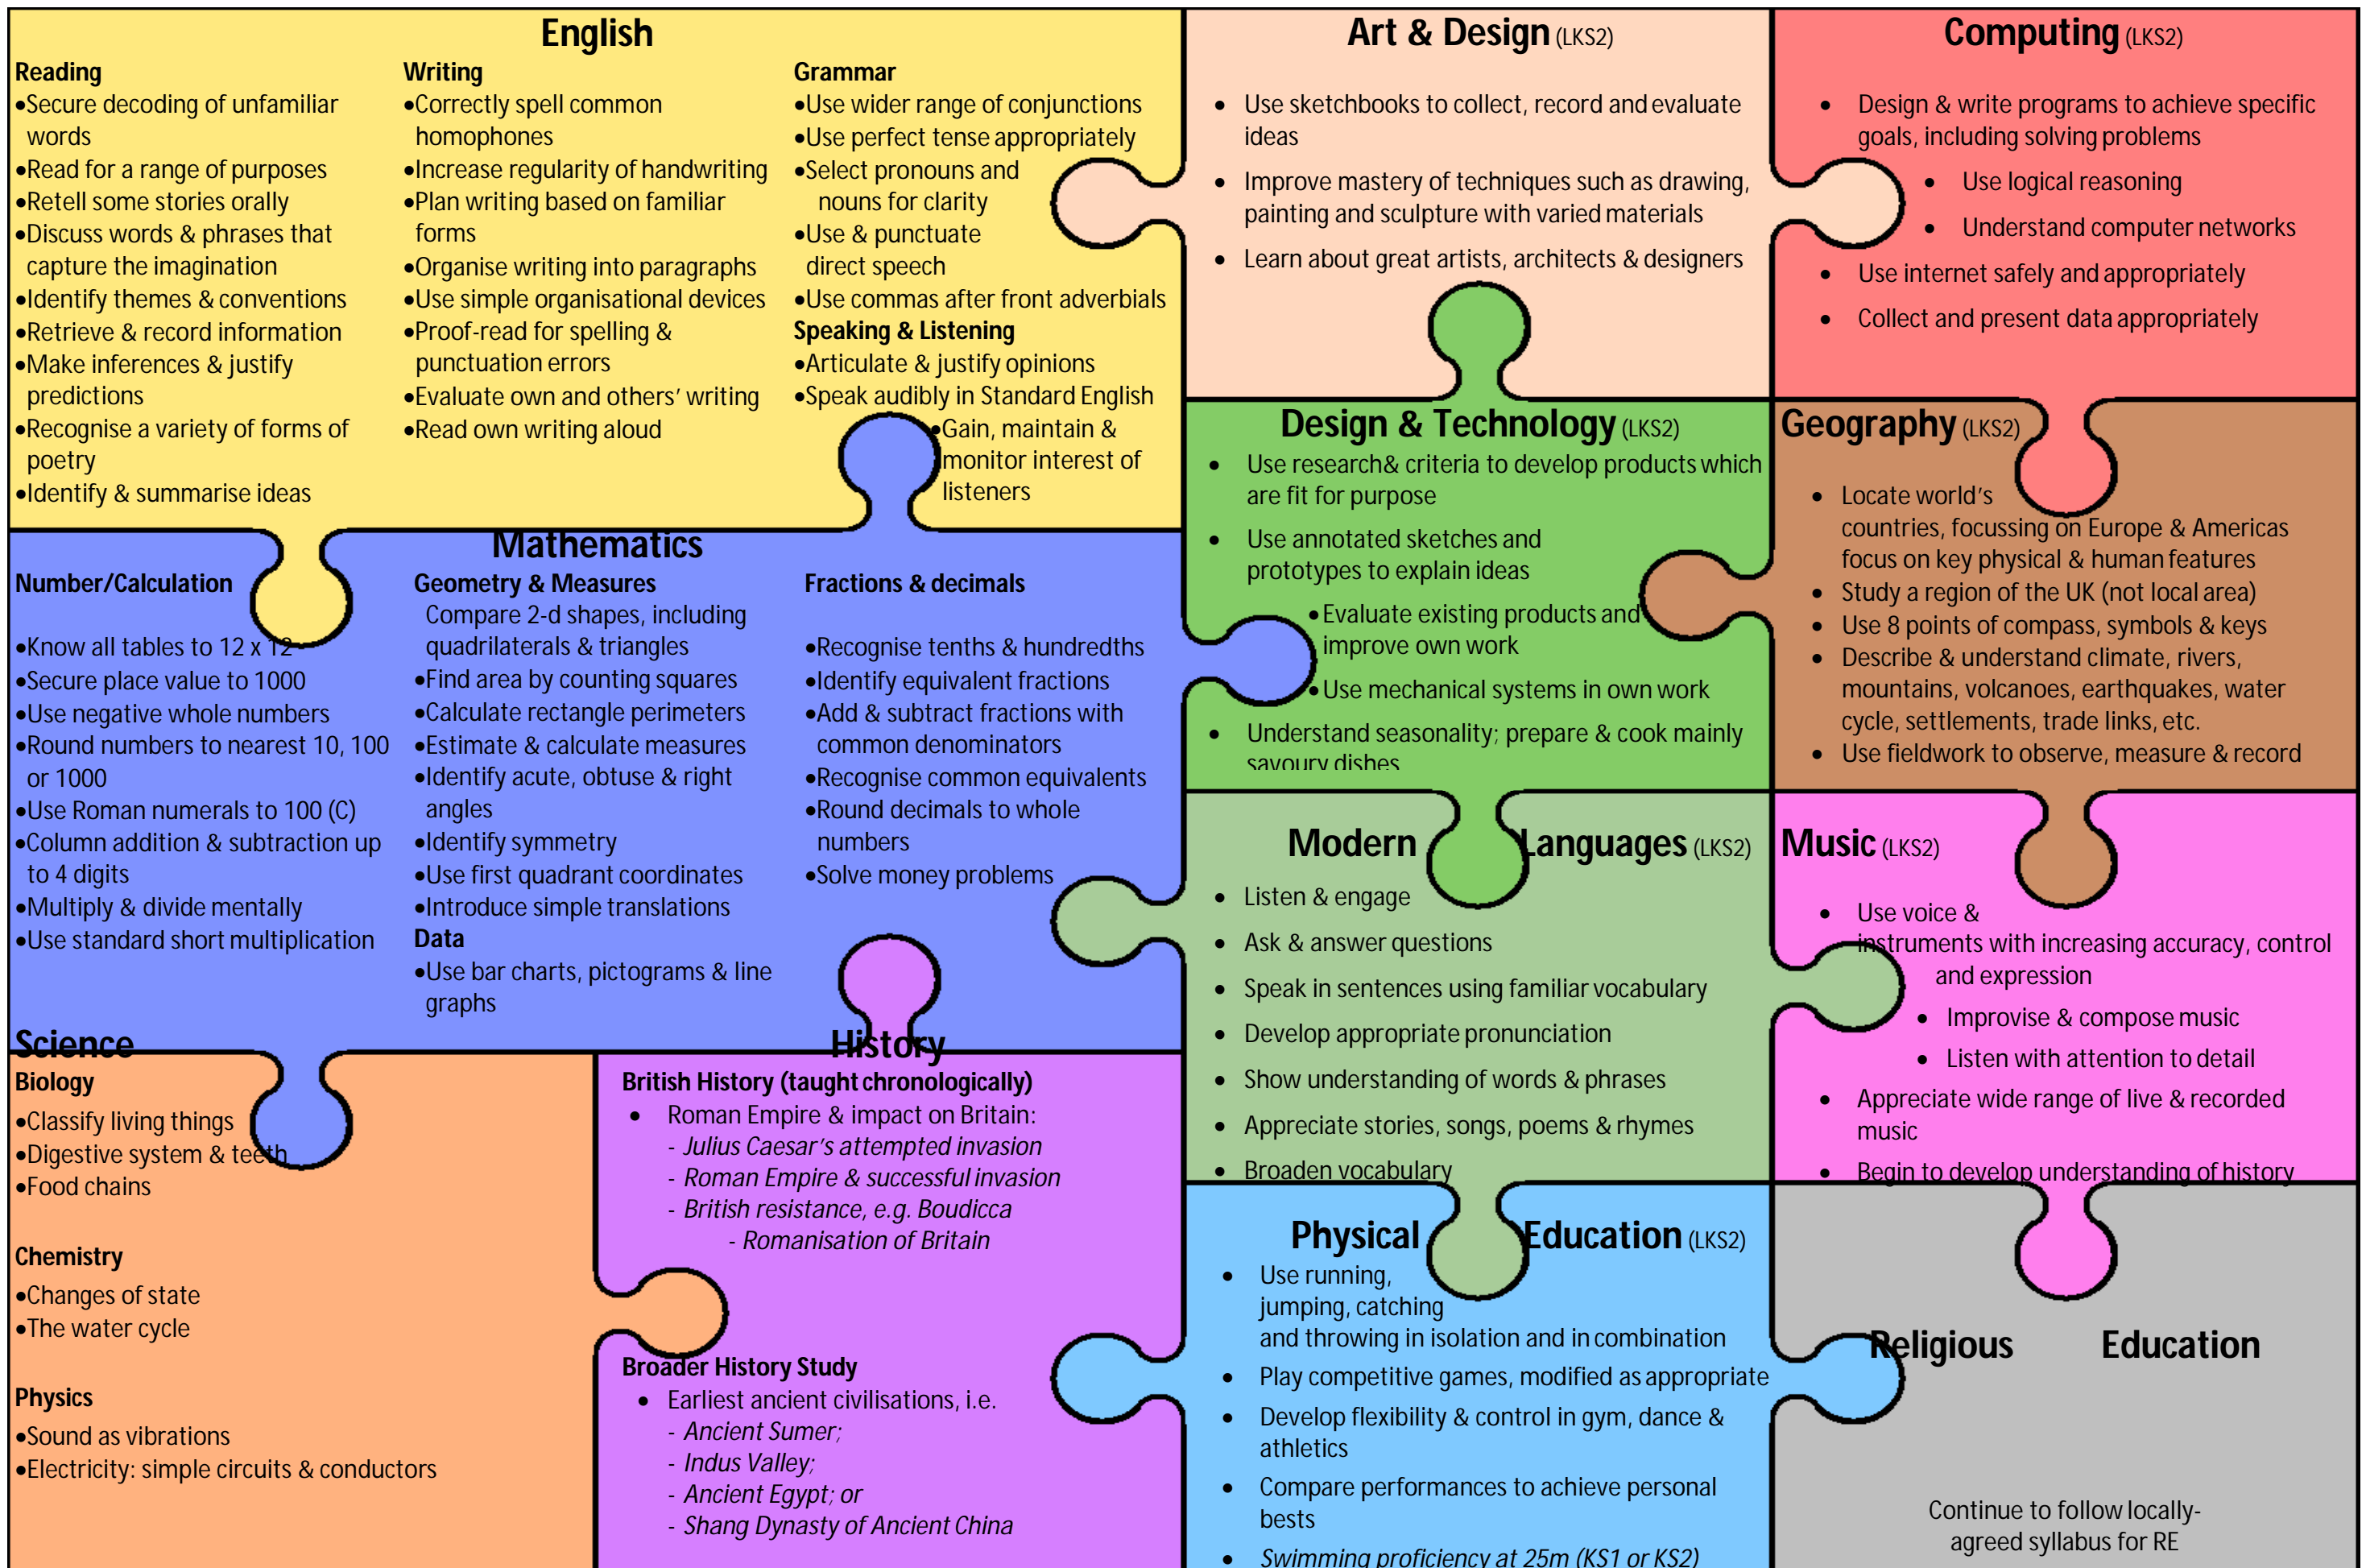 English
Reading
•Secure decoding of unfamiliar
words
•Read for a range of purposes
•Retell some stories orally
•Discuss words & phrases that
capture the imagination
•Identify themes & conventions
•Retrieve & record information
•Make inferences & justify
predictions
•Recognise a variety of forms of
poetry
•Identify & summarise ideas
Writing
•Correctly spell common
homophones
•Increase regularity of handwriting
•Plan writing based on familiar
forms
•Organise writing into paragraphs
•Use simple organisational devices
•Proof-read for spelling &
punctuation errors
•Evaluate own and others' writing
•Read own writing aloud
Grammar
•Use wider range of conjunctions
•Use perfect tense appropriately
•Select pronouns and
nouns for clarity
•Use & punctuate
direct speech
•Use commas after front adverbials
Speaking & Listening
•Articulate & justify opinions
•Speak audibly in Standard English
•Gain, maintain &
monitor interest of
listeners
Art & Design (LKS2)
• Use sketchbooks to collect, record and evaluate
ideas
• Improve mastery of techniques such as drawing,
painting and sculpture with varied materials
• Learn about great artists, architects & designers
Computing (LKS2)
• Design & write programs to achieve specific
goals, including solving problems
• Use logical reasoning
• Understand computer networks
• Use internet safely and appropriately
• Collect and present data appropriately
Mathematics
Number/Calculation
•Know all tables to 12 x 12
•Secure place value to 1000
•Use negative whole numbers
•Round numbers to nearest 10, 100
or 1000
•Use Roman numerals to 100 (C)
•Column addition & subtraction up
to 4 digits
•Multiply & divide mentally
•Use standard short multiplication
Geometry & Measures
Compare 2-d shapes, including
quadrilaterals & triangles
•Find area by counting squares
•Calculate rectangle perimeters
•Estimate & calculate measures
•Identify acute, obtuse & right
angles
•Identify symmetry
•Use first quadrant coordinates
•Introduce simple translations
Data
•Use bar charts, pictograms & line
graphs
Fractions & decimals
•Recognise tenths & hundredths
•Identify equivalent fractions
•Add & subtract fractions with
common denominators
•Recognise common equivalents
•Round decimals to whole
numbers
•Solve money problems
Design & Technology (LKS2)
• Use research& criteria to develop products which
are fit for purpose
• Use annotated sketches and
prototypes to explain ideas
•Evaluate existing products and
improve own work
•Use mechanical systems in own work
• Understand seasonality; prepare & cook mainly
savoury dishes
Geography (LKS2)
• Locate world's
countries, focussing on Europe & Americas
focus on key physical & human features
• Study a region of the UK (not local area)
• Use 8 points of compass, symbols & keys
• Describe & understand climate, rivers,
mountains, volcanoes, earthquakes, water
cycle, settlements, trade links, etc.
• Use fieldwork to observe, measure & record
Modern Languages (LKS2)
• Listen & engage
• Ask & answer questions
• Speak in sentences using familiar vocabulary
• Develop appropriate pronunciation
• Show understanding of words & phrases
• Appreciate stories, songs, poems & rhymes
• Broaden vocabulary
Music (LKS2)
• Use voice &
instruments with increasing accuracy, control
and expression
• Improvise & compose music
• Listen with attention to detail
• Appreciate wide range of live & recorded
music
• Begin to develop understanding of history
Science
Biology
•Classify living things
•Digestive system & teeth
•Food chains
Chemistry
•Changes of state
•The water cycle
Physics
•Sound as vibrations
•Electricity: simple circuits & conductors
History
British History (taught chronologically)
• Roman Empire & impact on Britain:
- Julius Caesar's attempted invasion
- Roman Empire & successful invasion
- British resistance, e.g. Boudicca
- Romanisation of Britain
Broader History Study
• Earliest ancient civilisations, i.e.
- Ancient Sumer;
- Indus Valley;
- Ancient Egypt; or
- Shang Dynasty of Ancient China
Physical Education (LKS2)
• Use running,
jumping, catching
and throwing in isolation and in combination
• Play competitive games, modified as appropriate
• Develop flexibility & control in gym, dance &
athletics
• Compare performances to achieve personal
bests
• Swimming proficiency at 25m (KS1 or KS2)
Religious Education
Continue to follow locally-
agreed syllabus for RE